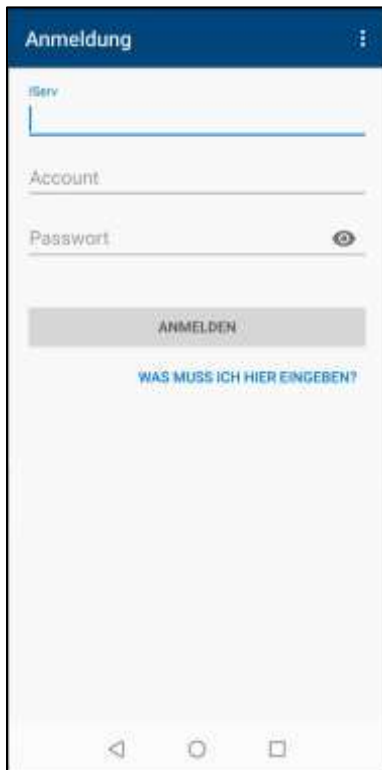 Anmeldung
IServ
Account
Passwort
ANMELDEN
WAS MUSS ICH HIER EINGEBEN?